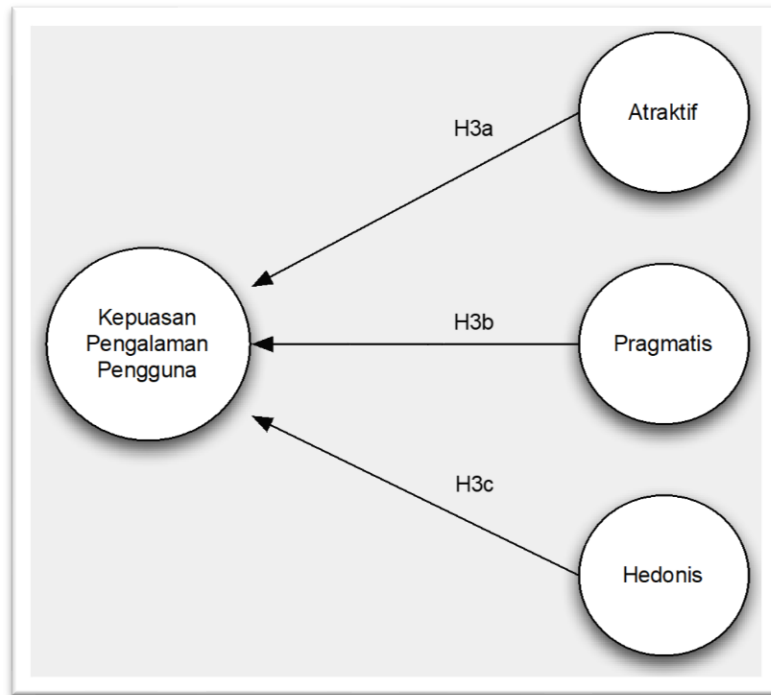 Atraktif
H3a
Kepuasan
Pengalaman
Pengguna
H3b
Pragmatis
H3c
Hedonis